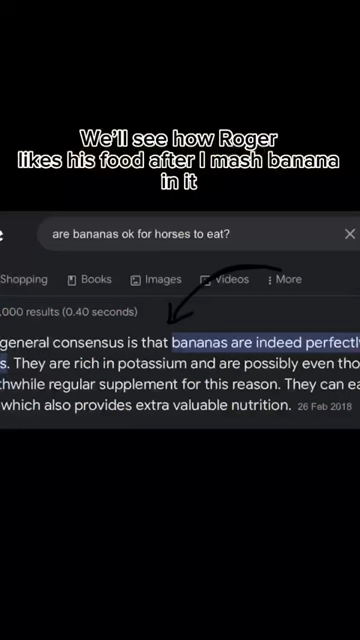 We'll see how Roger
likes his food after I mash banana
in it
are bananas ok for horses to eat?
Shopping Books Images Videos More
,000 results (0.40 seconds)
general consensus is that bananas are indeed perfectly
s. They are rich in potassium and are possibly even tho
thwhile regular supplement for this reason. They can ea
which also provides extra valuable nutrition. 26 Feb 2018